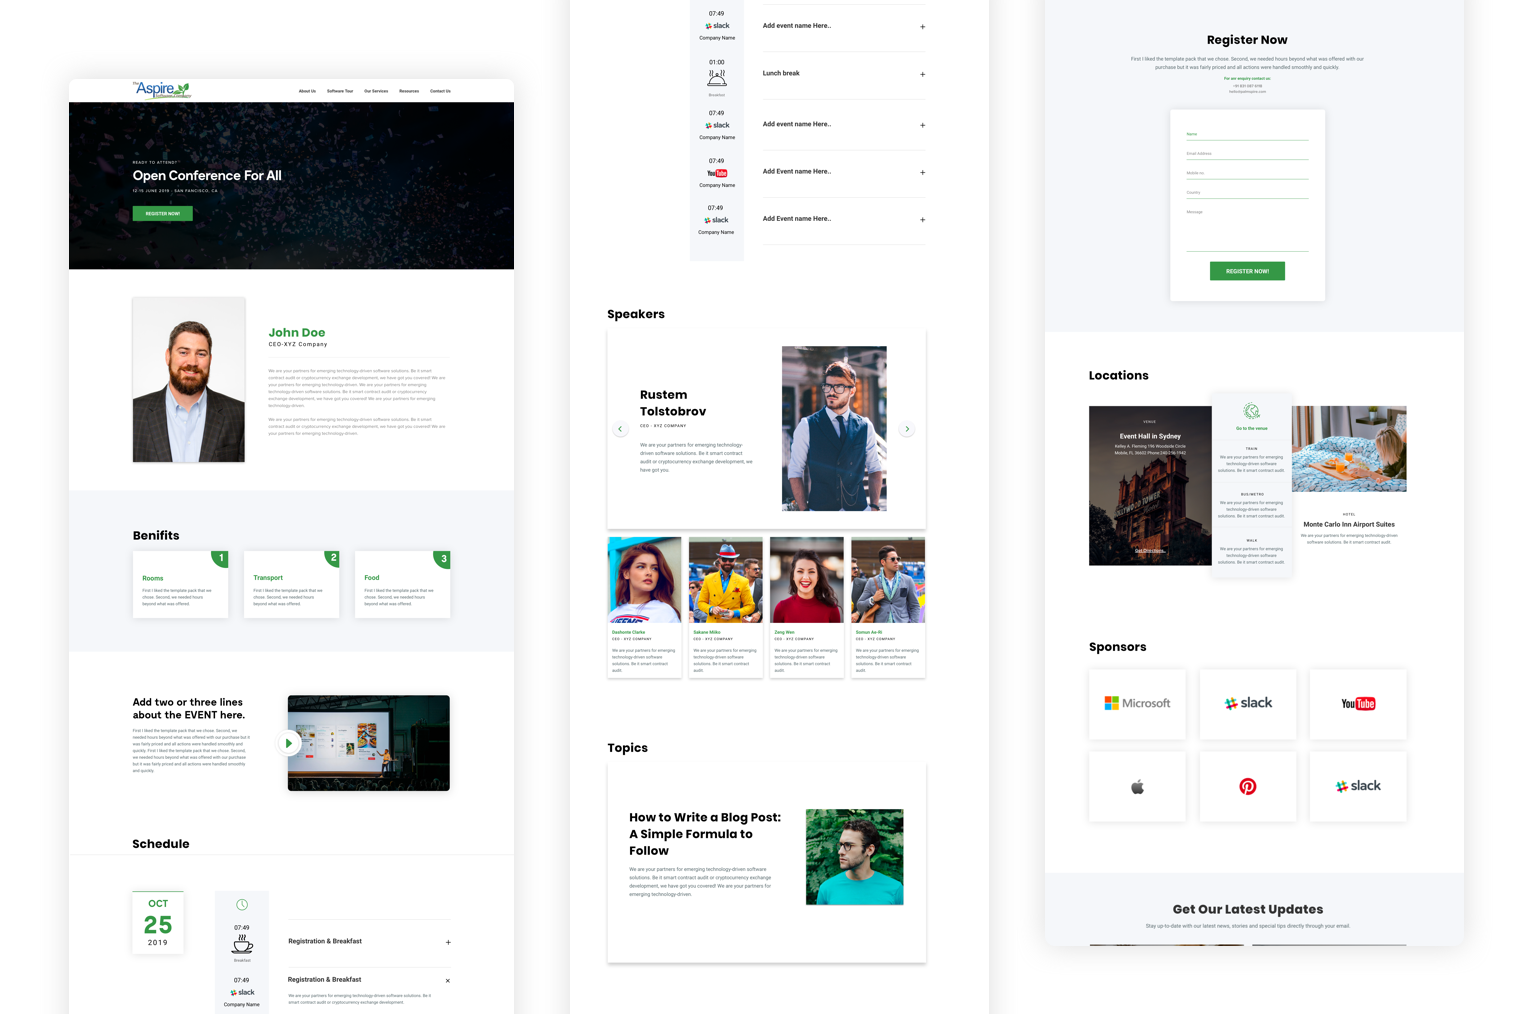 The
Aspire
Software Company
About Us
Software Tour
Our Services
Resources
Contact Us
READY TO ATTEND?
Open Conference For All
12-15 JUNE 2019 - SAN FANCISCO, CA
REGISTER NOW!
John Doe
CEO-XYZ Company
We are your partners for emerging technology-driven software solutions. Be it smart
contract audit or cryptocurrency exchange development, we have got you covered! We are
your partners for emerging technology-driven. We are your partners for emerging
technology-driven software solutions. Be it smart contract audit or cryptocurrency
exchange development, we have got you covered! We are your partners for emerging
technology-driven.
We are your partners for emerging technology-driven software solutions. Be it smart
contract audit or cryptocurrency exchange development, we have got you covered! We are
your partners for emerging technology-driven.
Benifits
1
Rooms
First I liked the template pack that we
chose. Second, we needed hours
beyond what was offered.
2
Transport
First I liked the template pack that we
chose. Second, we needed hours
beyond what was offered.
3
Food
First I liked the template pack that we
chose. Second, we needed hours
beyond what was offered.
Add two or three lines
about the EVENT here.
First I liked the template pack that we chose. Second, we
needed hours beyond what was offered with our purchase but it
was fairly priced and all actions were handled smoothly and
quickly. First I liked the template pack that we chose. Second,
we needed hours beyond what was offered with our purchase
but it was fairly priced and all actions were handled smoothly
and quickly.
Schedule
OCT
25
2019
07:49
Breakfast
Registration & Breakfast
+
07:49
slack
Company Name
Registration & Breakfast
×
We are your partners for emerging technology-driven software solutions. Be it
smart contract audit or cryptocurrency exchange development.
07:49
slack
Company Name
Add event name Here..
+
01:00
Breakfast
Lunch break
+
07:49
slack
Company Name
Add event name Here..
+
07:49
YouTube
Company Name
Add Event name Here..
+
07:49
slack
Company Name
Add Event name Here..
+
Speakers
Rustem
Tolstobrov
CEO - XYZ COMPANY
We are your partners for emerging technology-
driven software solutions. Be it smart contract
audit or cryptocurrency exchange development, we
have got you.
Dashonte Clarke
CEO - XYZ COMPANY
We are your partners for emerging
technology-driven software
solutions. Be it smart contract
audit.
Sakane Miiko
CEO - XYZ COMPANY
We are your partners for emerging
technology-driven software
solutions. Be it smart contract
audit.
Zeng Wen
CEO - XYZ COMPANY
We are your partners for emerging
technology-driven software
solutions. Be it smart contract
audit.
Somun Ae-Ri
CEO - XYZ COMPANY
We are your partners for emerging
technology-driven software
solutions. Be it smart contract
audit.
Topics
How to Write a Blog Post:
A Simple Formula to
Follow
We are your partners for emerging technology-driven software
solutions. Be it smart contract audit or cryptocurrency exchange
development, we have got you covered! We are your partners for
emerging technology-driven.
Register Now
First I liked the template pack that we chose. Second, we needed hours beyond what was offered with our
purchase but it was fairly priced and all actions were handled smoothly and quickly.
For any enquiry contact us:
Name
Email Address
Mobile no.
Country
Message
REGISTER NOW!
Locations
VENUE
Event Hall in Sydney
Kelley A. Fleming 196 Woodside Circle
Mobile, FL 36602 Phone
HOLLYWOOD TOWER
Get Directions..
Go to the venue
TRAIN
We are your partners for emerging
technology-driven software
solutions. Be it smart contract audit.
BUS/METRO
We are your partners for emerging
technology-driven software
solutions. Be it smart contract audit.
WALK
We are your partners for emerging
technology-driven software
solutions. Be it smart contract audit.
HOTEL
Monte Carlo Inn Airport Suites
We are your partners for emerging technology-driven
software solutions. Be it smart contract audit.
Sponsors
Microsoft
slack
YouTube
slack
Get Our Latest Updates
Stay up-to-date with our latest news, stories and special tips directly through your email.